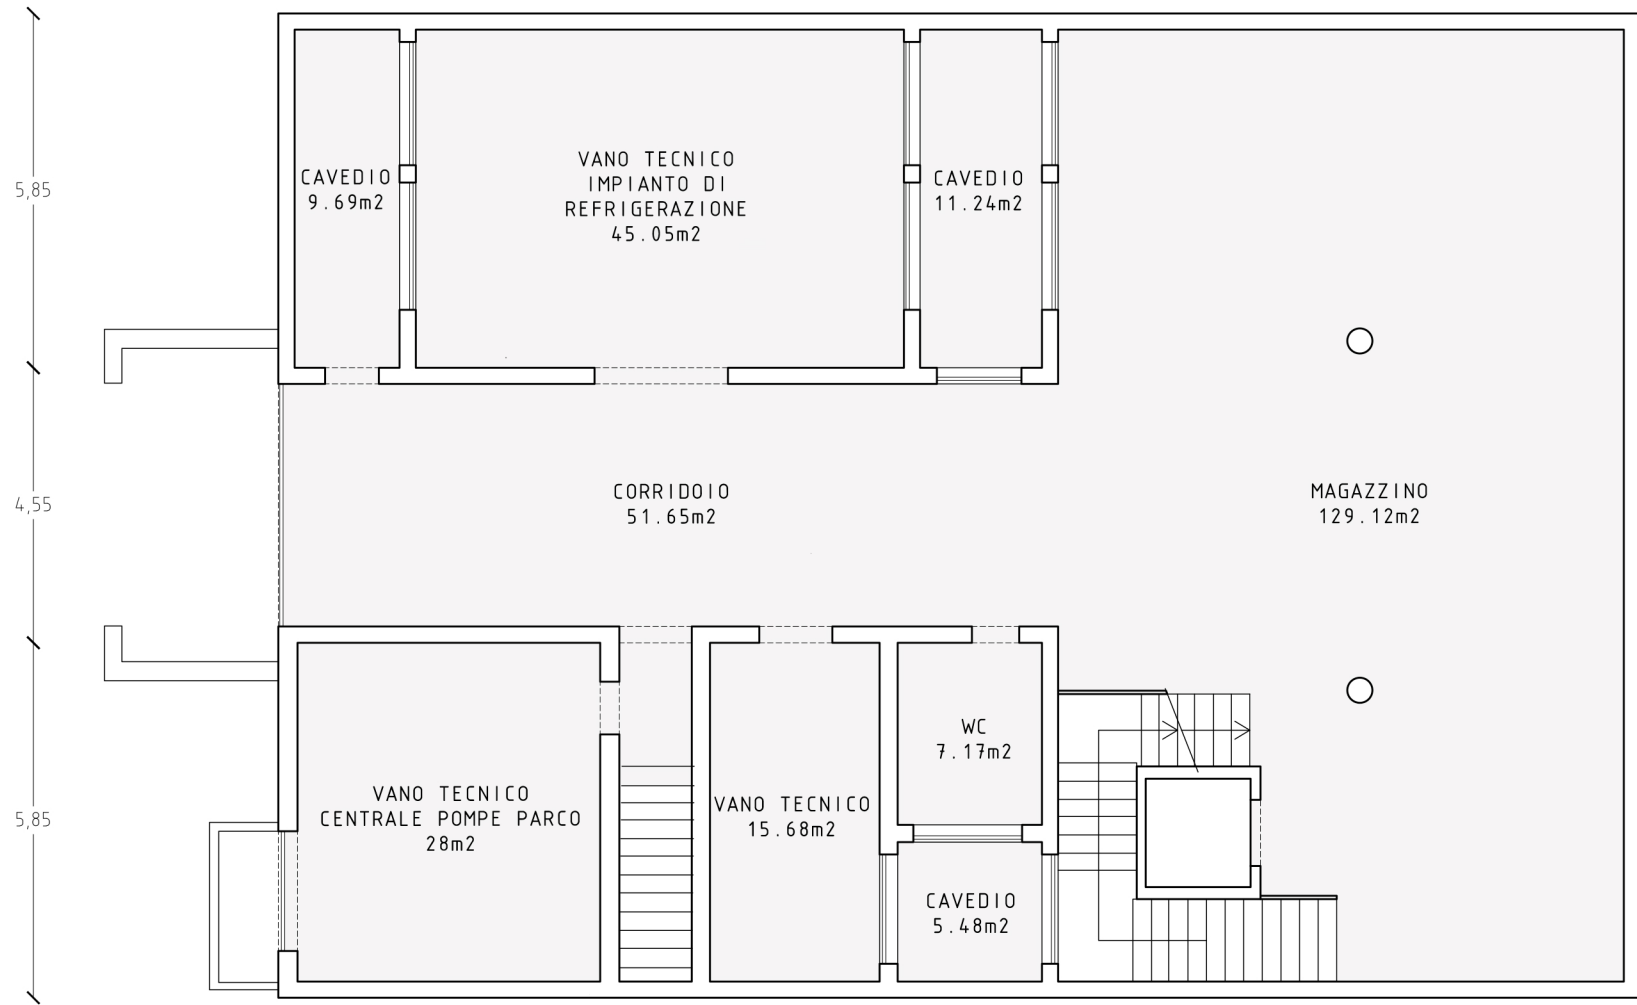 5,85
CAVEDIO
9.69m2
VANO TECNICO
IMPIANTO DI
REFRIGERAZIONE
45.05m2
CAVEDIO
11.24m2
4,55
CORRIDOIO
51.65m2
MAGAZZINO
129.12m2
5,85
VANO TECNICO
CENTRALE POMPE PARCO
28m2
VANO TECNICO
15.68m2
WC
7.17m2
CAVEDIO
5.48m2